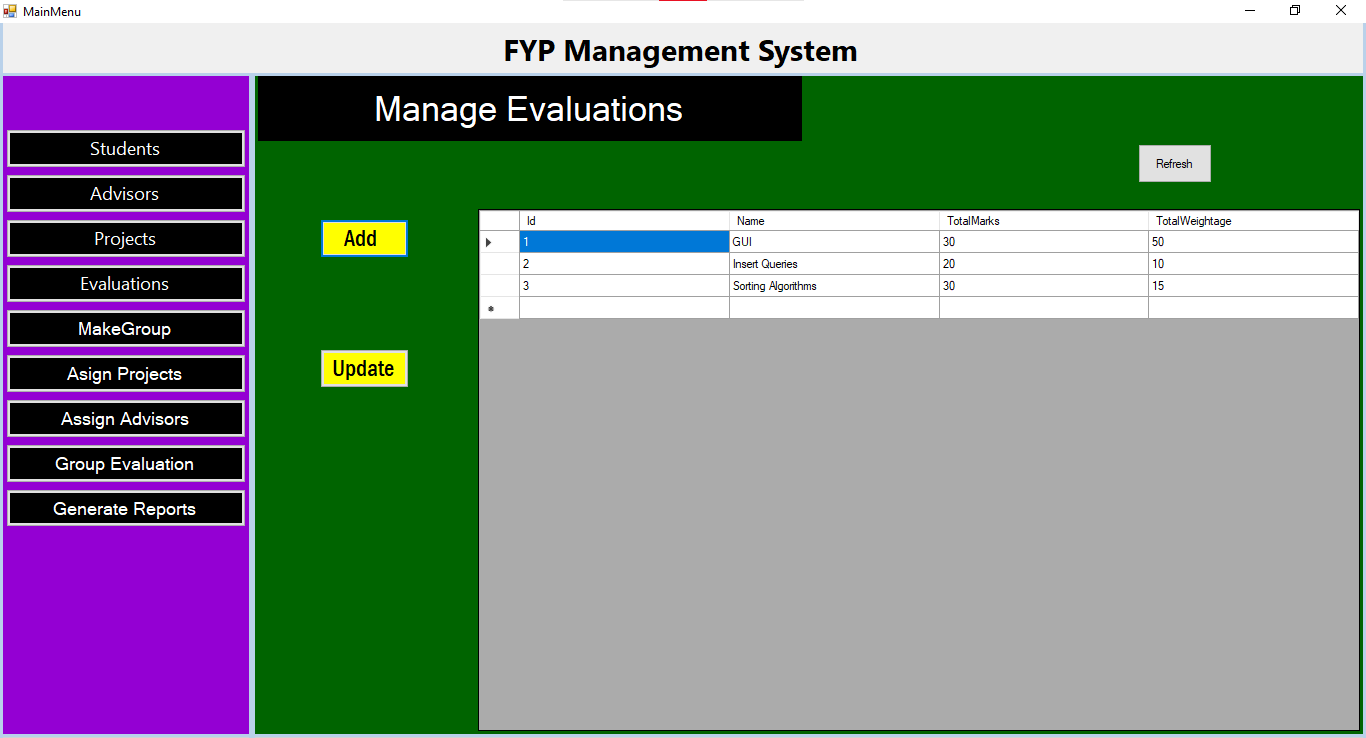 MainMenu
FYP Management System
Manage Evaluations
Students
Advisors
Projects
Evaluations
MakeGroup
Asign Projects
Assign Advisors
Group Evaluation
Generate Reports
Refresh
Add
Update
Id Name TotalMarks TotalWeightage
1 GUI 30 50
2 Insert Queries 20 10
3 Sorting Algorithms 30 15